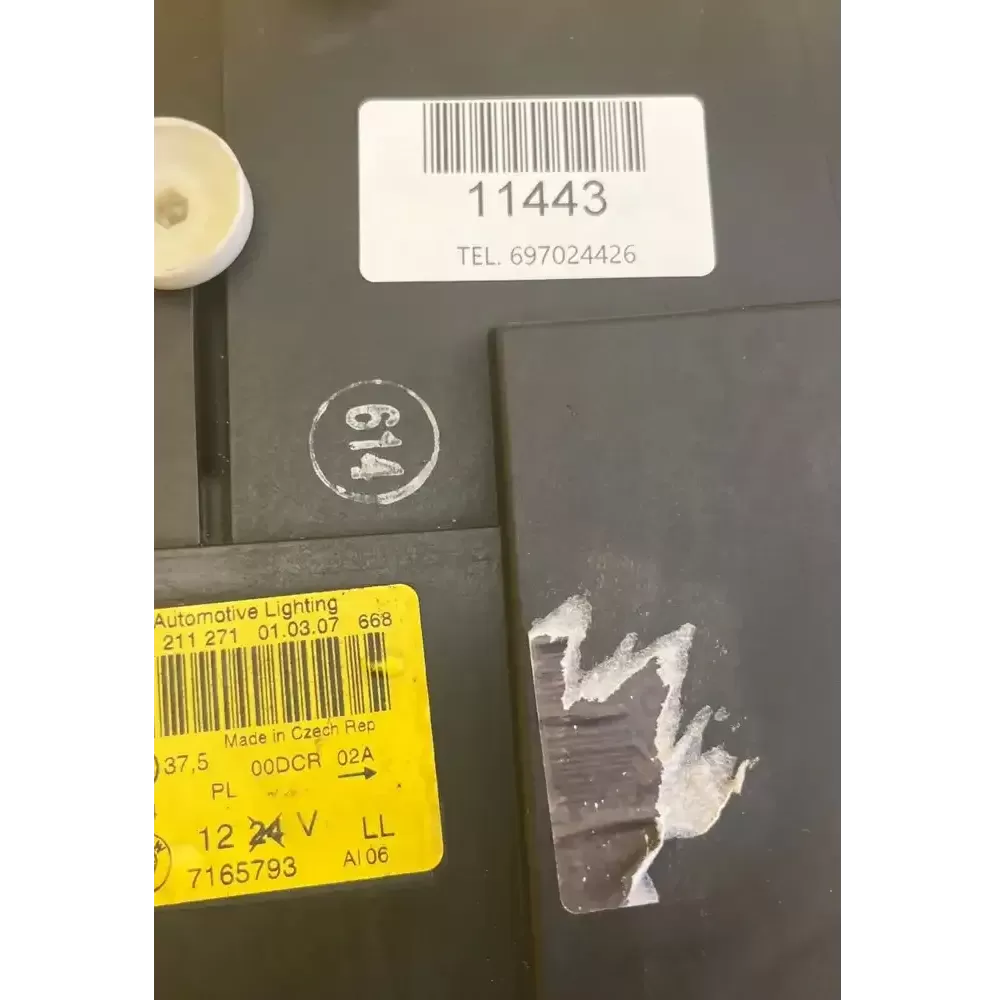 11443
TEL. 697024426
614
Automotive Lighting
211 271 01.03.07 668
Made in Czech Rep
37,5 00DCR 02A
PL
12 24 V LL
7165793 AI 06